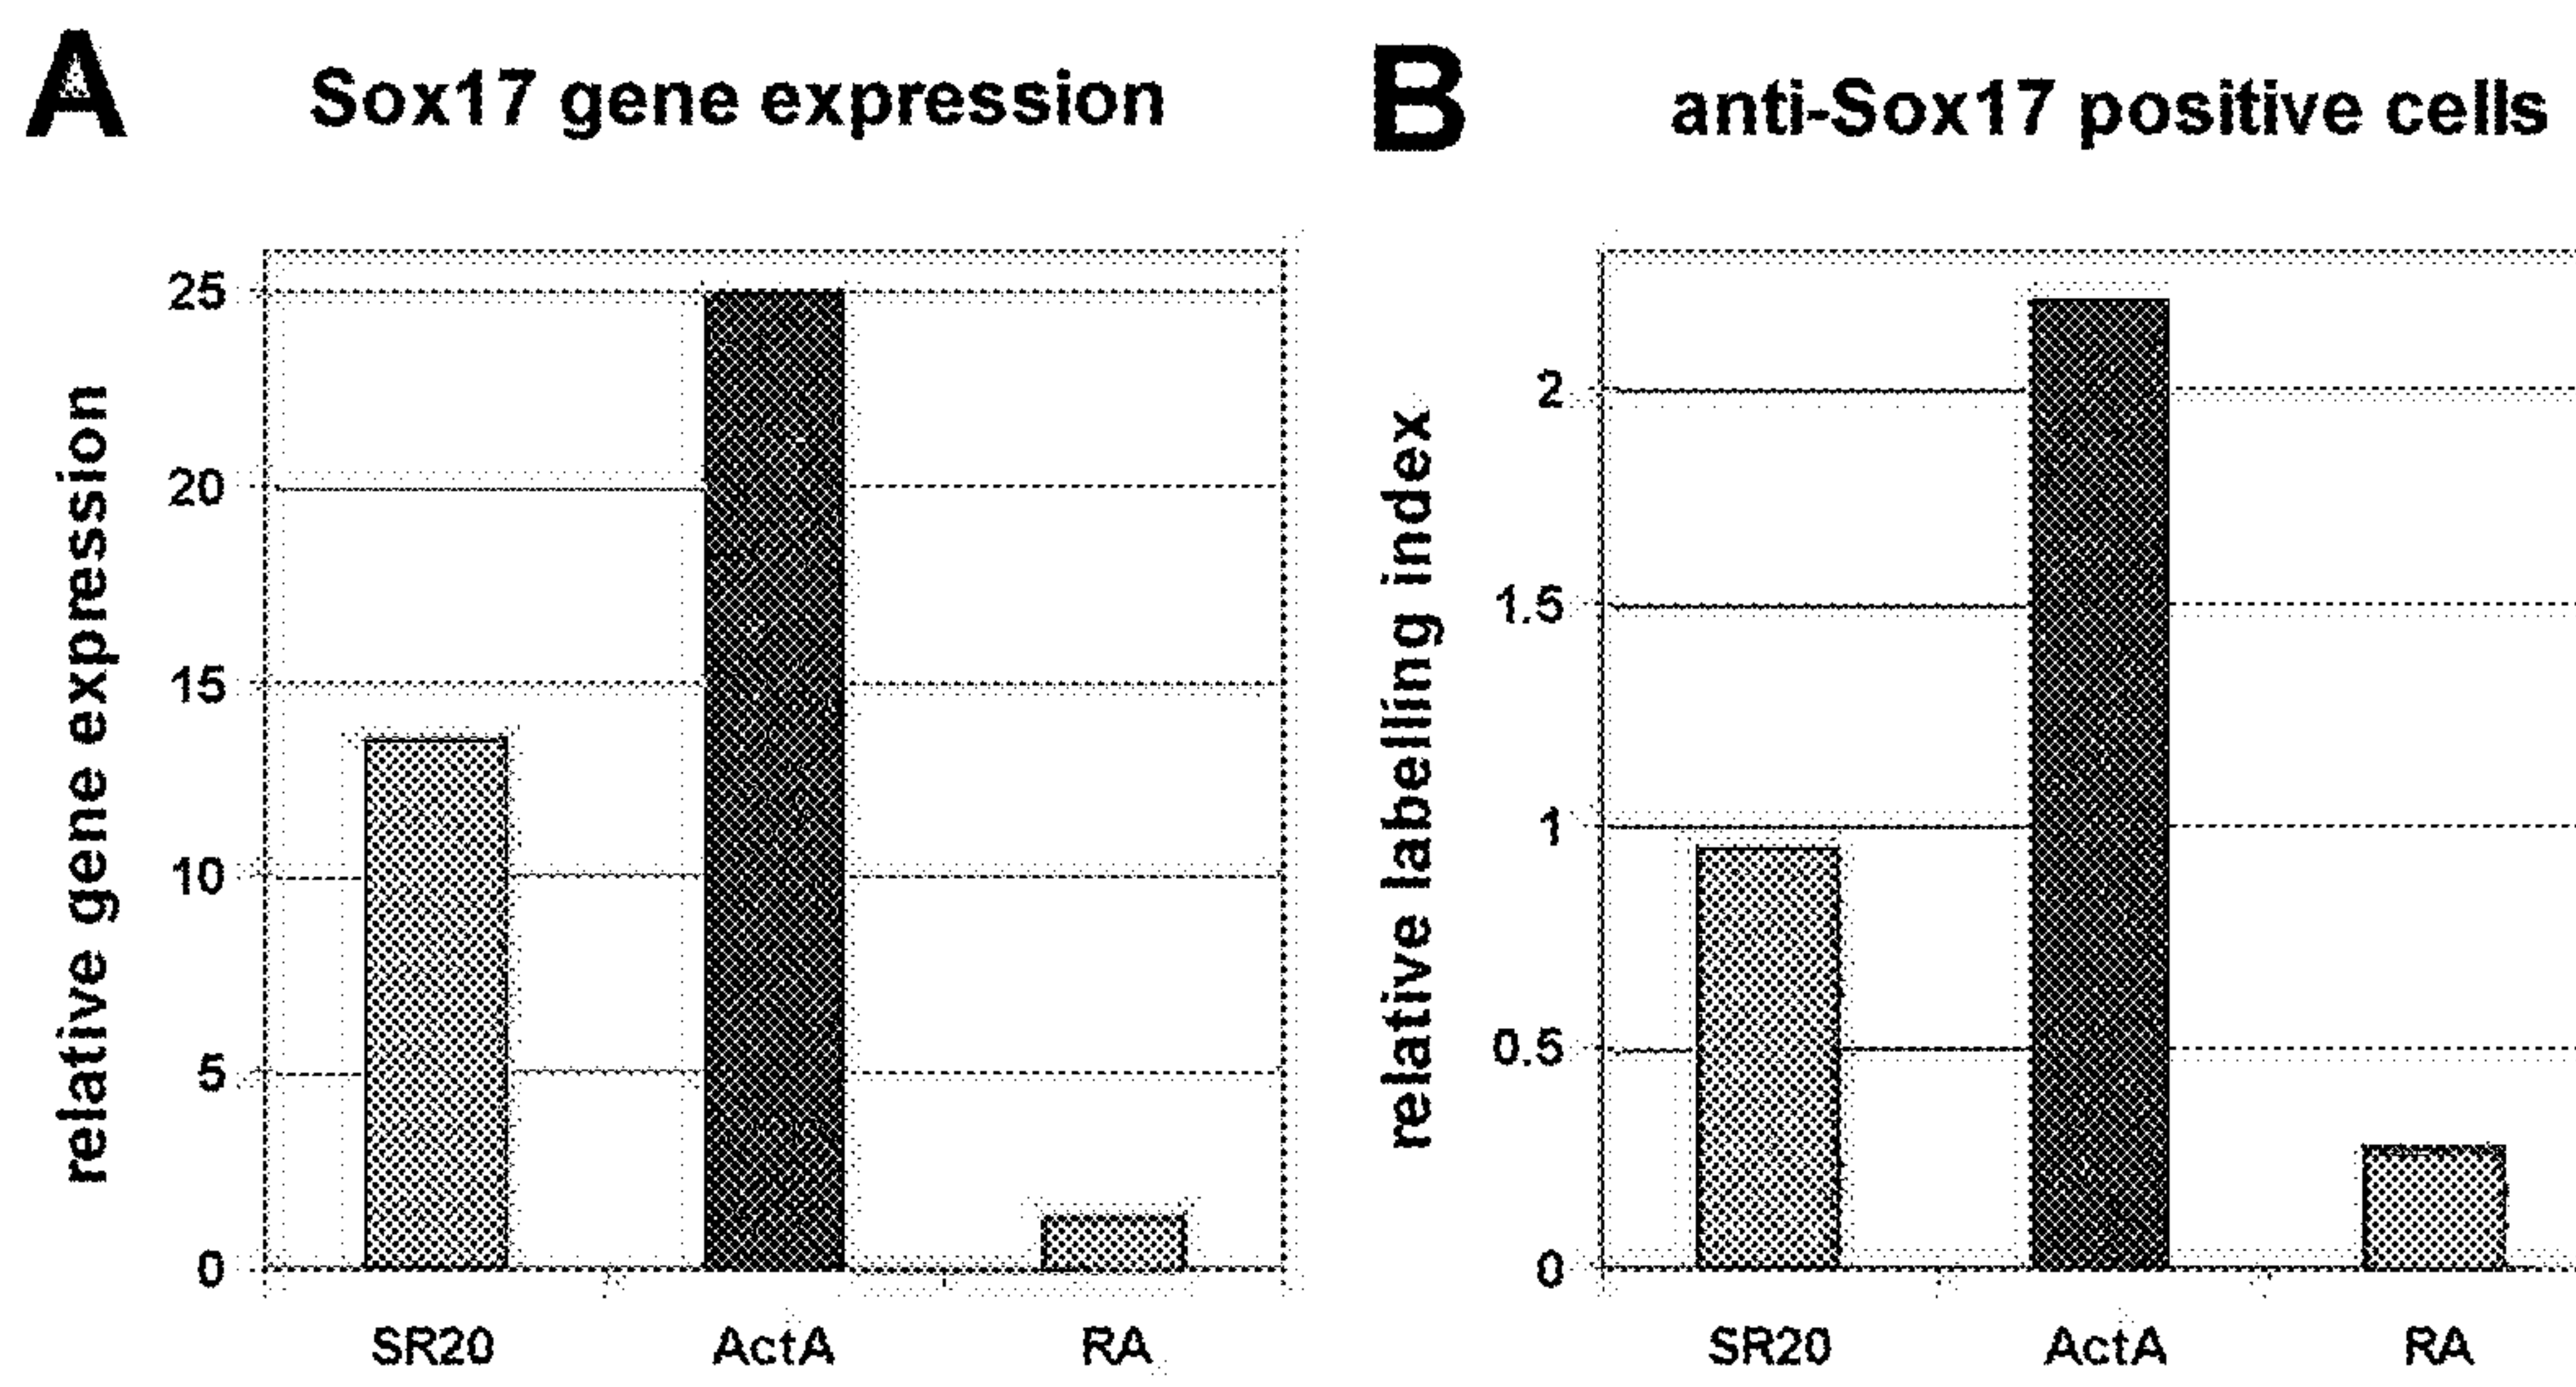 A
Sox17 gene expression
relative gene expression
25
20
15
10
5
0
SR20
ActA
RA
B
anti-Sox17 positive cells
relative labelling index
2
1.5
1
0.5
0
SR20
ActA
RA